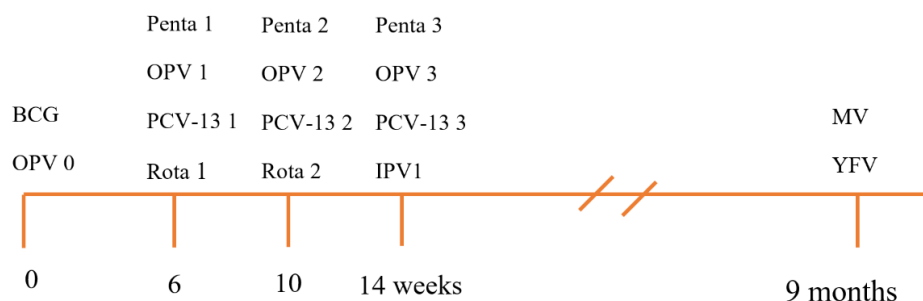 Penta 1 Penta 2 Penta 3
OPV 1 OPV 2 OPV 3
BCG PCV-13 1 PCV-13 2 PCV-13 3 MV
OPV 0 Rota 1 Rota 2 IPV1 YFV
0 6 10 14 weeks 9 months